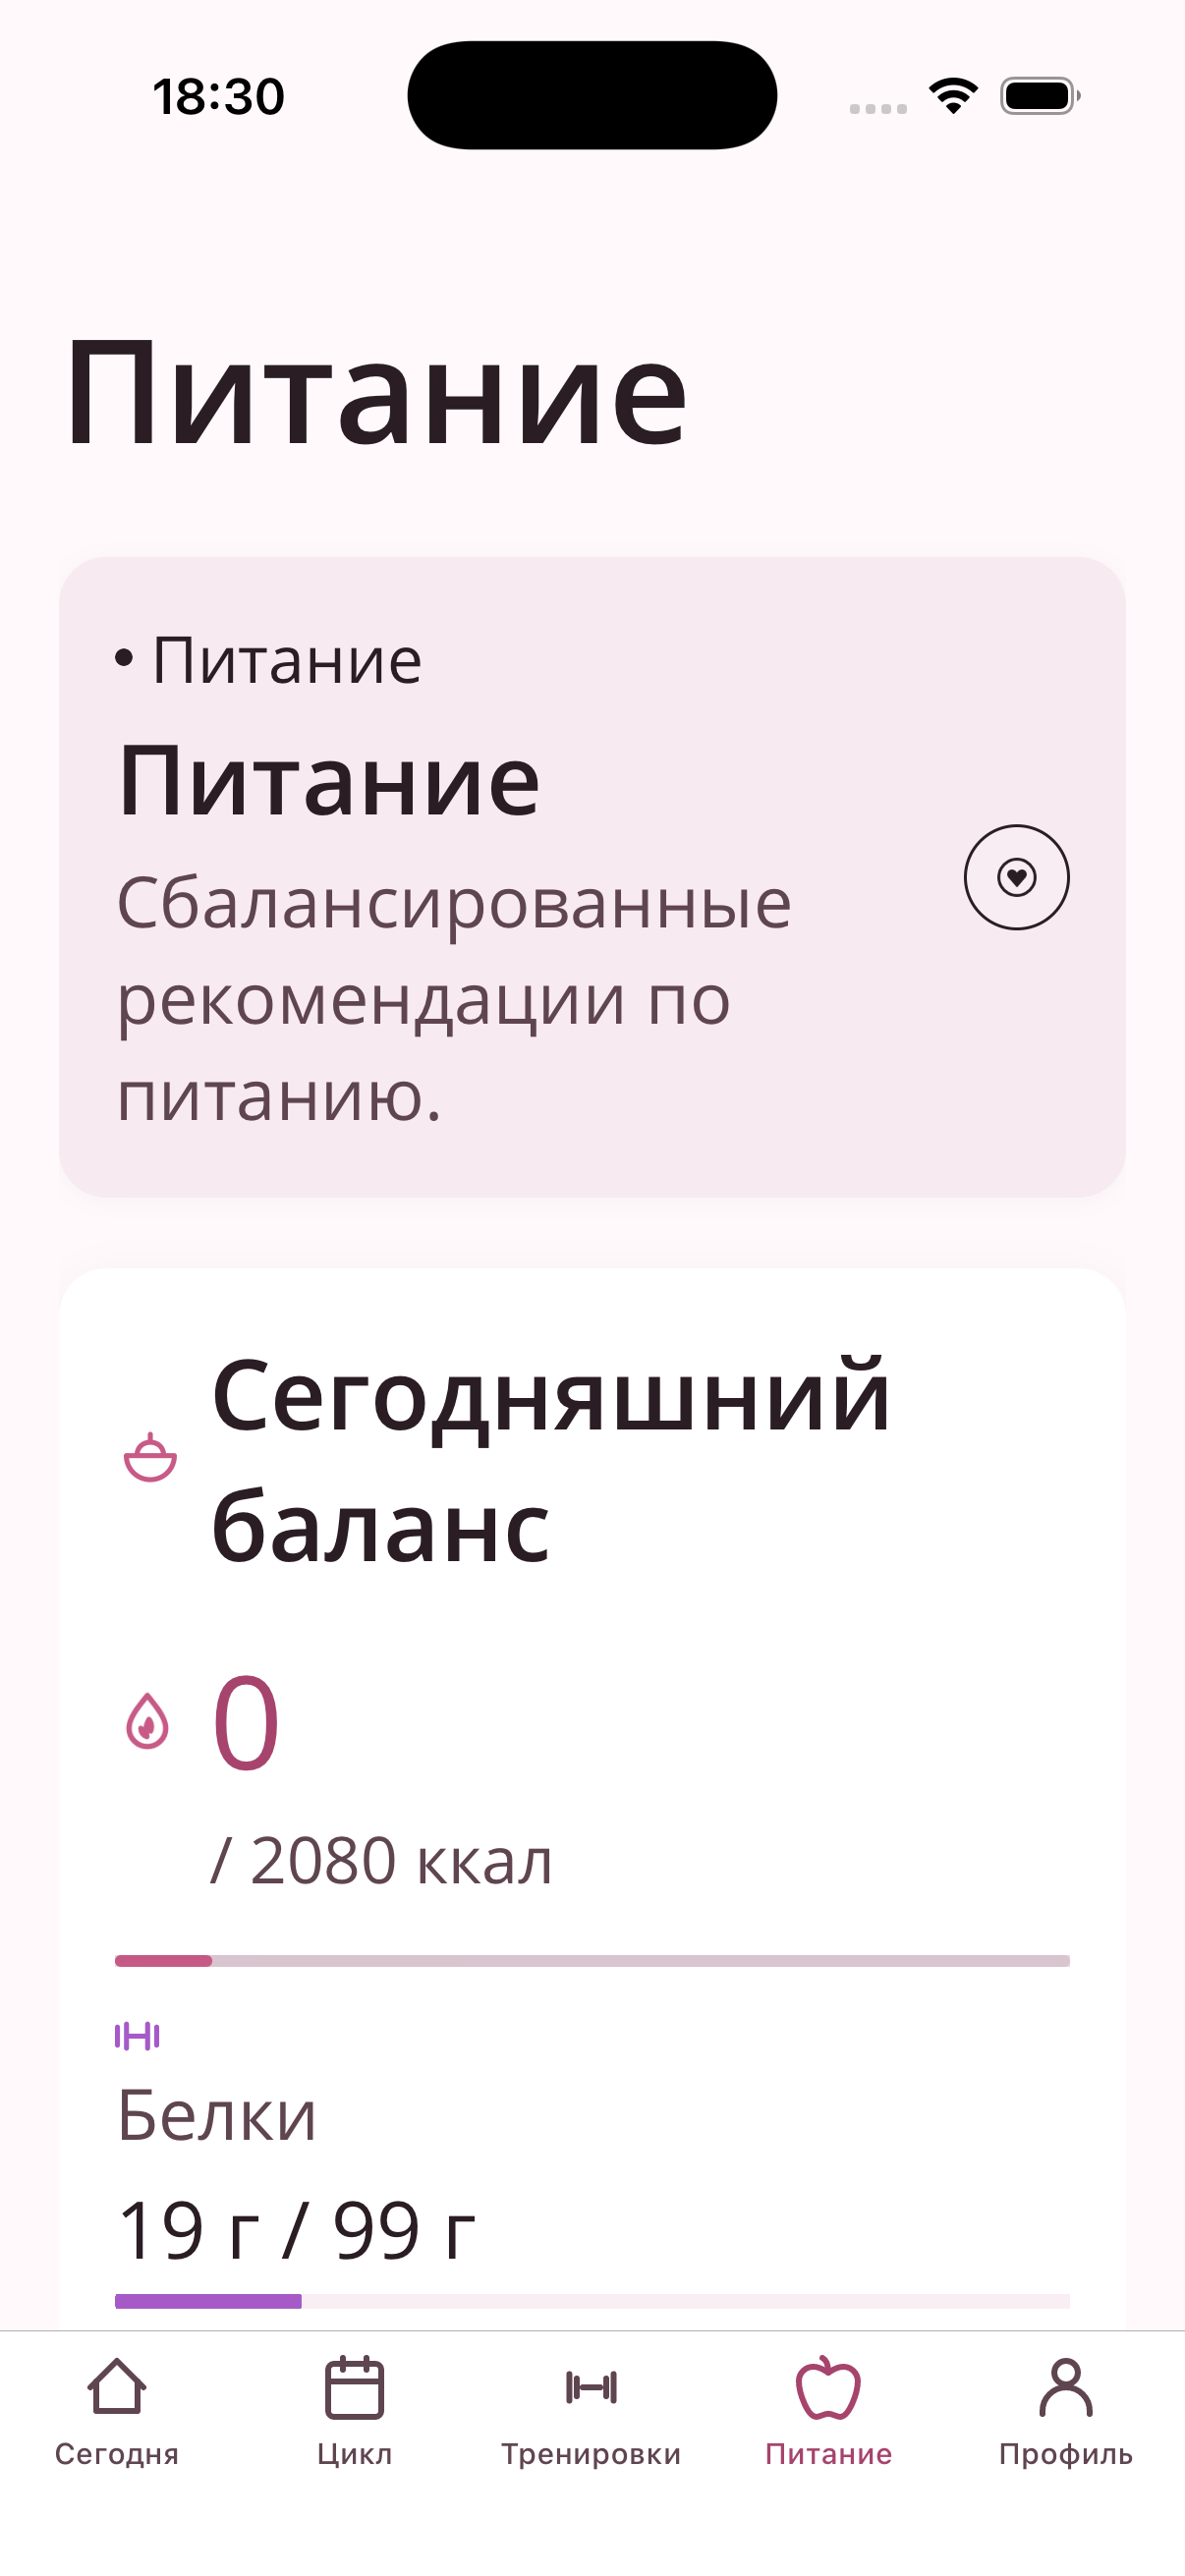 18:30
Питание
• Питание
Питание
Сбалансированные
рекомендации по
питанию.
Сегодняшний
баланс
0
/ 2080 ккал
Белки
19 г / 99 г
Сегодня
Цикл
Тренировки
Питание
Профиль